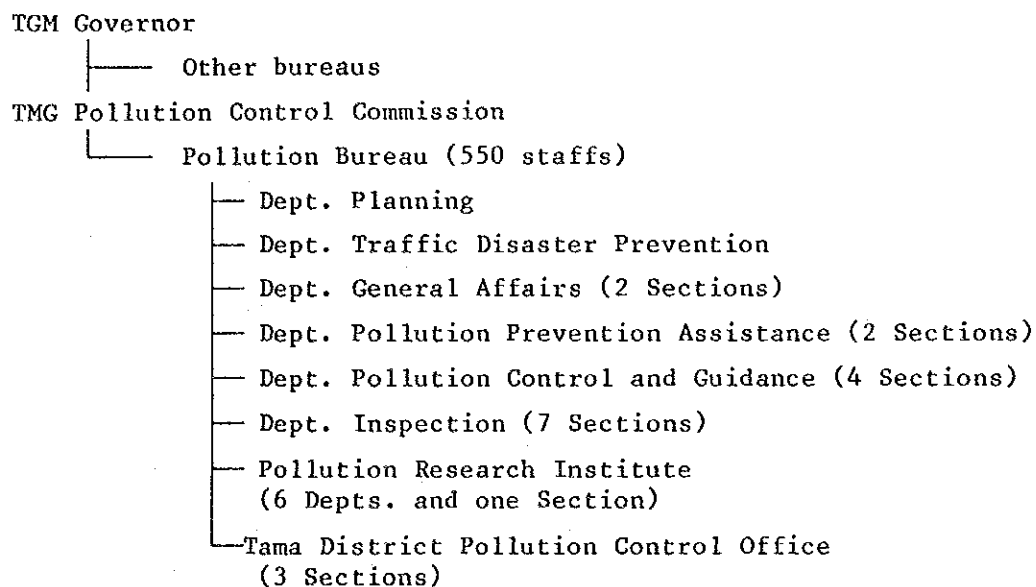 TGM Governor
Other bureaus
TMG Pollution Control Commission
Pollution Bureau (550 staffs)
Dept. Planning
Dept. Traffic Disaster Prevention
Dept. General Affairs (2 Sections)
Dept. Pollution Prevention Assistance (2 Sections)
Dept. Pollution Control and Guidance (4 Sections)
Dept. Inspection (7 Sections)
Pollution Research Institute
(6 Depts. and one Section)
Tama District Pollution Control Office
(3 Sections)